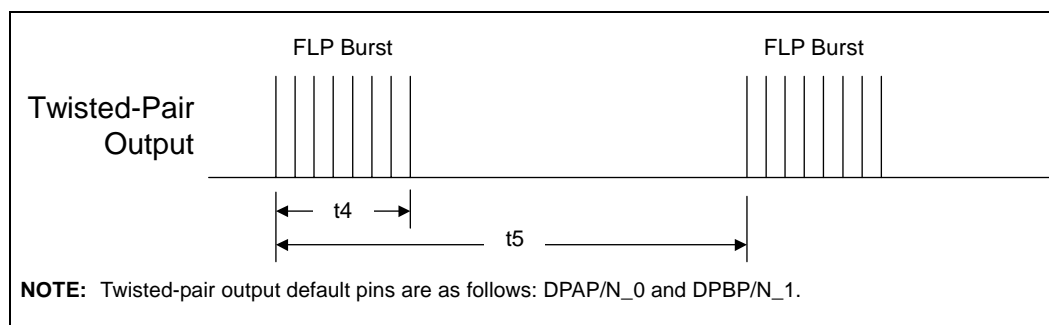 FLP Burst FLP Burst
Twisted-Pair
Output
t4
t5
NOTE: Twisted-pair output default pins are as follows: DPAP/N_0 and DPBP/N_1.